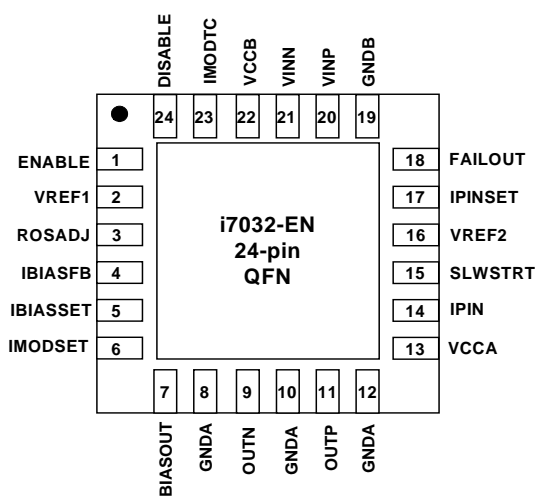 DISABLE
IMODTC
VCCB
VINN
VINP
GNDB
24
23
22
21
20
19
ENABLE 1
VREF1 2
ROSADJ 3
IBIASFB 4
IBIASSET 5
IMODSET 6
i7032-EN
24-pin
QFN
18 FAILOUT
17 IPINSET
16 VREF2
15 SLWSTRT
14 IPIN
13 VCCA
7
8
9
10
11
12
BIASOUT
GNDA
OUTN
GNDA
OUTP
GNDA